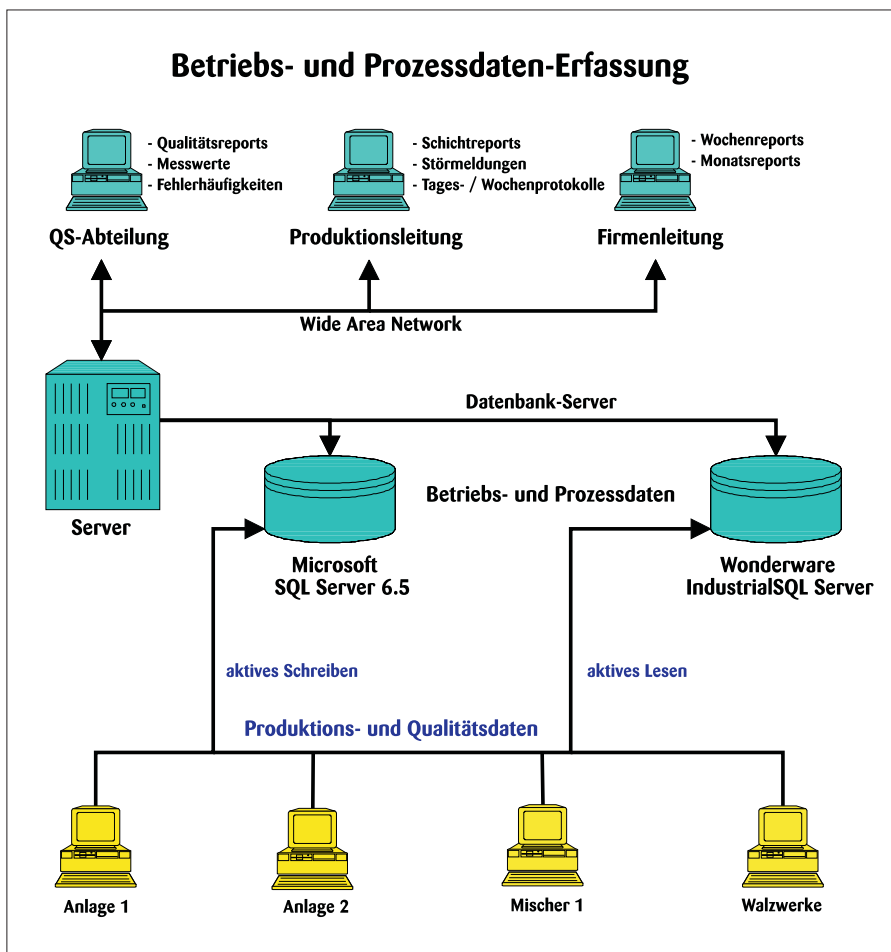 Betriebs- und Prozessdaten-Erfassung
- Qualitätsreports
- Messwerte
- Fehlerhäufigkeiten
QS-Abteilung
- Schichtreports
- Störmeldungen
- Tages- / Wochenprotokolle
Produktionsleitung
- Wochenreports
- Monatsreports
Firmenleitung
Wide Area Network
Datenbank-Server
Server
Betriebs- und Prozessdaten
Microsoft
SQL Server 6.5
Wonderware
IndustrialSQL Server
aktives Schreiben
aktives Lesen
Produktions- und Qualitätsdaten
Anlage 1
Anlage 2
Mischer 1
Walzwerke